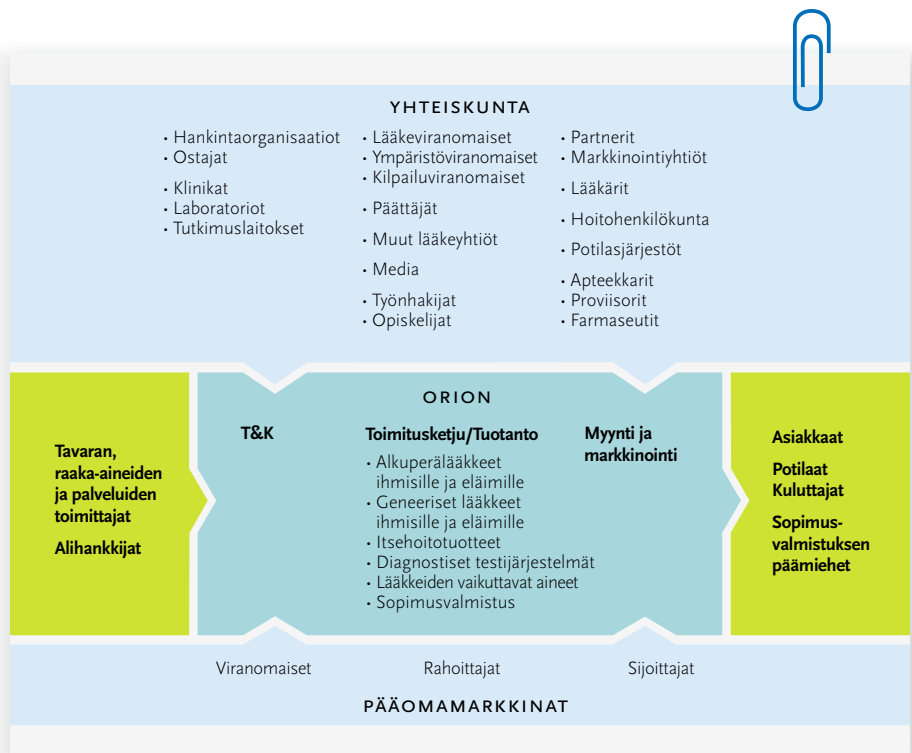 YHTEISKUNTA
• Hankintaorganisaatiot
• Ostajat
• Klinikat
• Laboratoriot
• Tutkimuslaitokset
• Lääkeviranomaiset
• Ympäristöviranomaiset
• Kilpailuviranomaiset
• Päättäjät
• Muut lääkeyhtiöt
• Media
• Työnhakijat
• Opiskelijat
• Partnerit
• Markkinointiyhtiöt
• Lääkärit
• Hoitohenkilökunta
• Potilasjärjestöt
• Apteekkarit
• Proviisorit
• Farmaseutit
Tavaran,
raaka-aineiden
ja palveluiden
toimittajat
Alihankkijat
ORION
T&K
Toimitusketju/Tuotanto
• Alkuperälääkkeet
ihmisille ja eläimille
• Geneeriset lääkkeet
ihmisille ja eläimille
• Itsehoitotuotteet
• Diagnostiset testijärjestelmät
• Lääkkeiden vaikuttavat aineet
• Sopimusvalmistus
Myynti ja
markkinointi
Asiakkaat
Potilaat
Kuluttajat
Sopimus-
valmistuksen
päämiehet
Viranomaiset
Rahoittajat
Sijoittajat
PÄÄOMAMARKKINAT